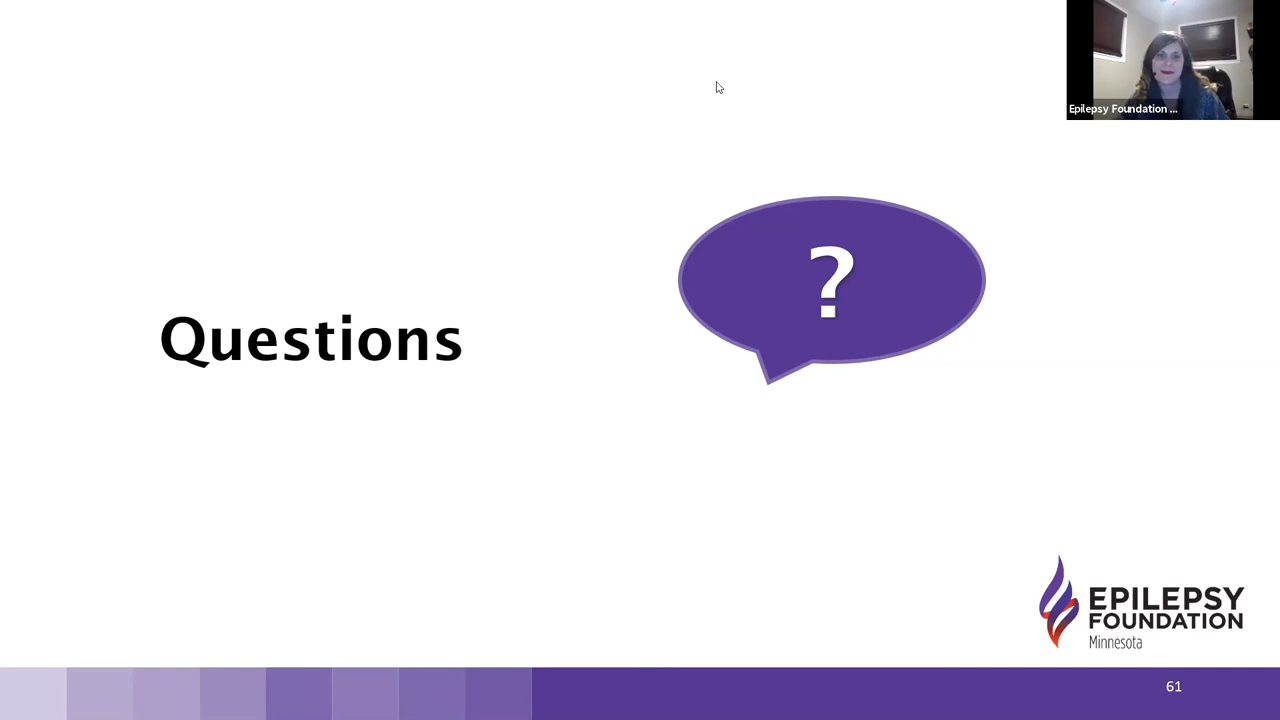 Epilepsy Foundation ...
?
Questions
EPILEPSY
FOUNDATION
Minnesota
61